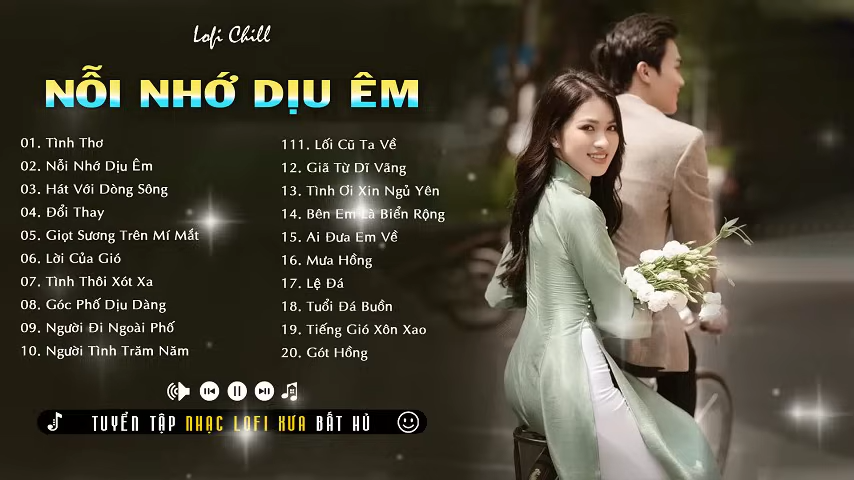 Lofi Chill
NỖI NHỚ DỊU ÊM
01. Tình Thơ
02. Nỗi Nhớ Dịu Êm
03. Hát Với Dòng Sông
04. Đổi Thay
05. Giọt Sương Trên Mí Mắt
06. Lời Của Gió
07. Tình Thôi Xót Xa
08. Góc Phố Dịu Dàng
09. Người Đi Ngoài Phố
10. Người Tình Trăm Năm
111. Lối Cũ Ta Về
12. Giã Từ Dĩ Vãng
13. Tình Ơi Xin Ngủ Yên
14. Bên Em Là Biển Rộng
15. Ai Đưa Em Về
16. Mưa Hồng
17. Lệ Đá
18. Tuổi Đá Buồn
19. Tiếng Gió Xôn Xao
20. Gót Hồng
TUYỂN TẬP NHẠC LOFI XƯA BẤT HỦ